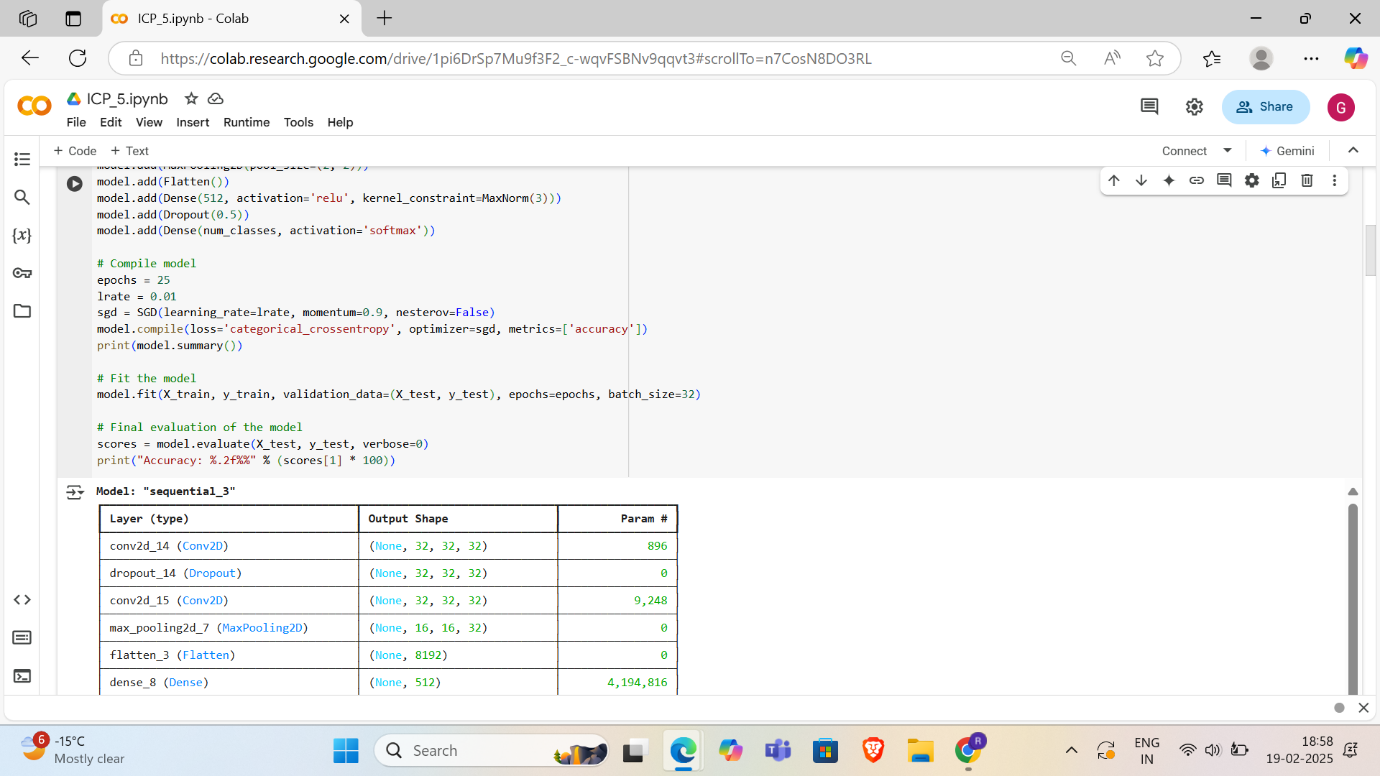 ICP_5.ipynb - Colab
https://colab.research.google.com/drive/1pi6DrSp7Mu9f3F2_c-wqvFSBNv9qqvt3#scrollTo=n7CosN8DO3RL
ICP_5.ipynb
File Edit View Insert Runtime Tools Help
Share
G
+ Code + Text
Connect
Gemini
model.add(MaxPooling2D(pool_size=(2, 2)))
model.add(Flatten())
model.add(Dense(512, activation='relu', kernel_constraint=MaxNorm(3)))
model.add(Dropout(0.5))
model.add(Dense(num_classes, activation='softmax'))
# Compile model
epochs = 25
lrate = 0.01
sgd = SGD(learning_rate=lrate, momentum=0.9, nesterov=False)
model.compile(loss='categorical_crossentropy', optimizer=sgd, metrics=['accuracy'])
print(model.summary())
# Fit the model
model.fit(X_train, y_train, validation_data=(X_test, y_test), epochs=epochs, batch_size=32)
# Final evaluation of the model
scores = model.evaluate(X_test, y_test, verbose=0)
print("Accuracy: %.2f%%" % (scores[1] * 100))
Model: "sequential_3"
Layer (type) Output Shape Param #
conv2d_14 (Conv2D) (None, 32, 32, 32) 896
dropout_14 (Dropout) (None, 32, 32, 32) 0
conv2d_15 (Conv2D) (None, 32, 32, 32) 9,248
max_pooling2d_7 (MaxPooling2D) (None, 16, 16, 32) 0
flatten_3 (Flatten) (None, 8192) 0
dense_8 (Dense) (None, 512) 4,194,816
6
-15°C
Mostly clear
Search
R
ENG
IN
18:58
19-02-2025